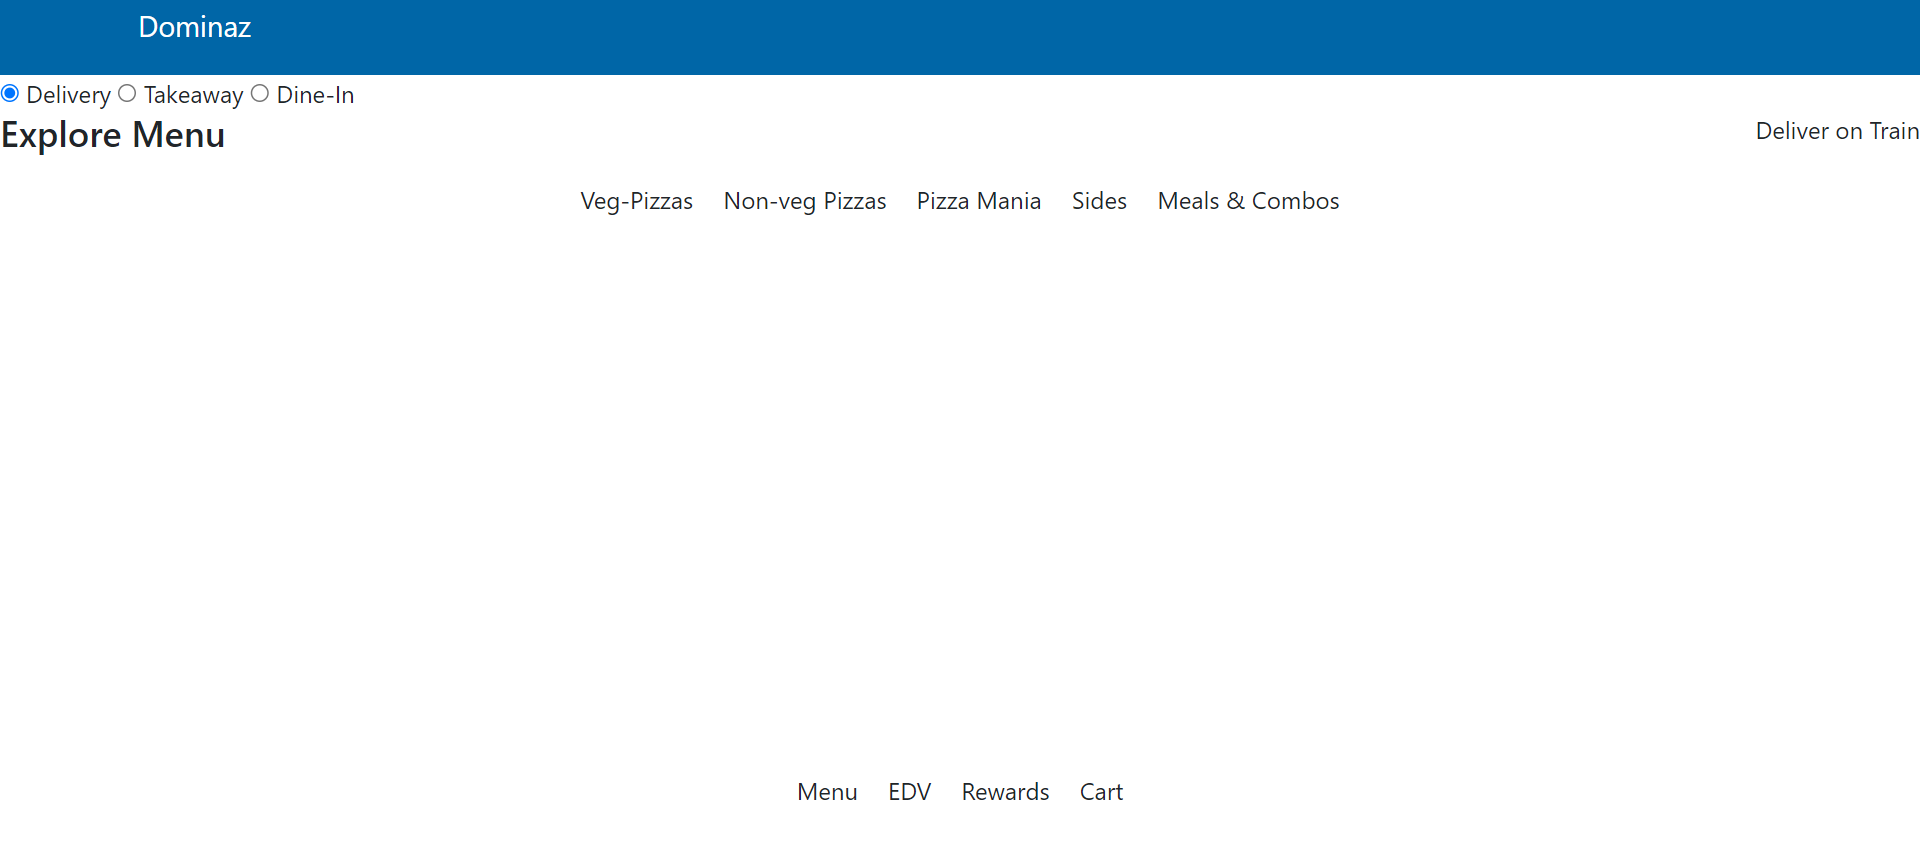 Dominaz
Delivery Takeaway Dine-In
Explore Menu Deliver on Train
Veg-Pizzas Non-veg Pizzas Pizza Mania Sides Meals & Combos
Menu EDV Rewards Cart